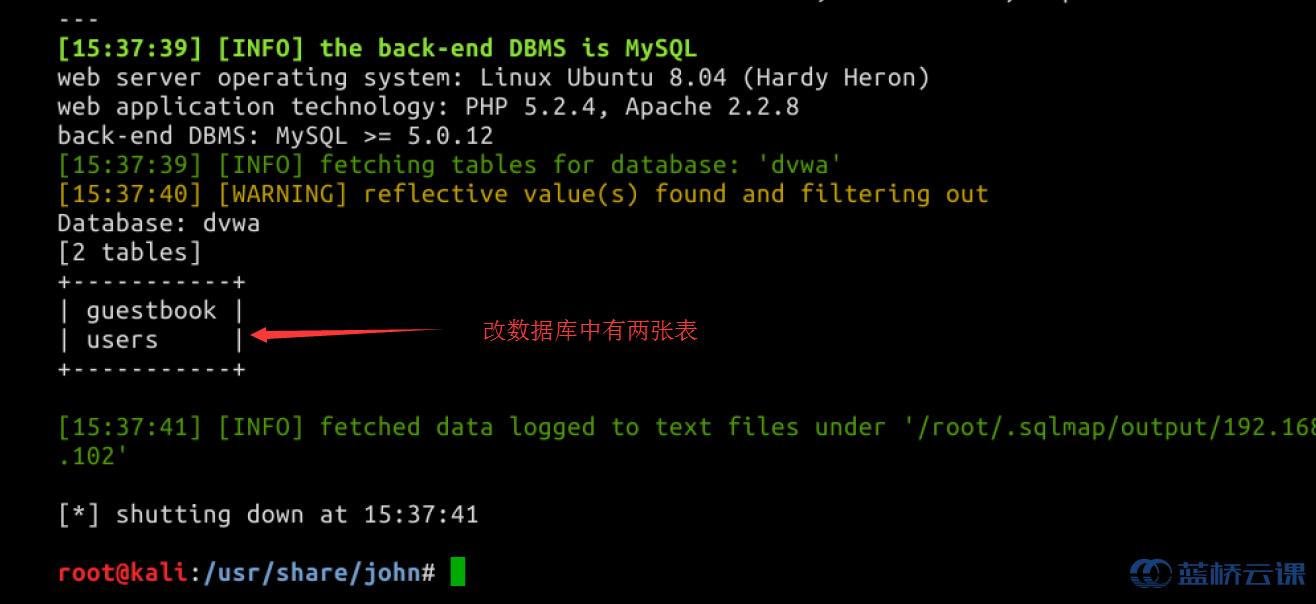 ---
[15:37:39] [INFO] the back-end DBMS is MySQL
web server operating system: Linux Ubuntu 8.04 (Hardy Heron)
web application technology: PHP 5.2.4, Apache 2.2.8
back-end DBMS: MySQL >= 5.0.12
[15:37:39] [INFO] fetching tables for database: 'dvwa'
[15:37:40] [WARNING] reflective value(s) found and filtering out
Database: dvwa
[2 tables]
+-----------+
| guestbook |
| users     |
改数据库中有两张表
+-----------+
[15:37:41] [INFO] fetched data logged to text files under '/root/.sqlmap/output/192.168
.102'
[*] shutting down at 15:37:41
root@kali:/usr/share/john#
蓝桥云课